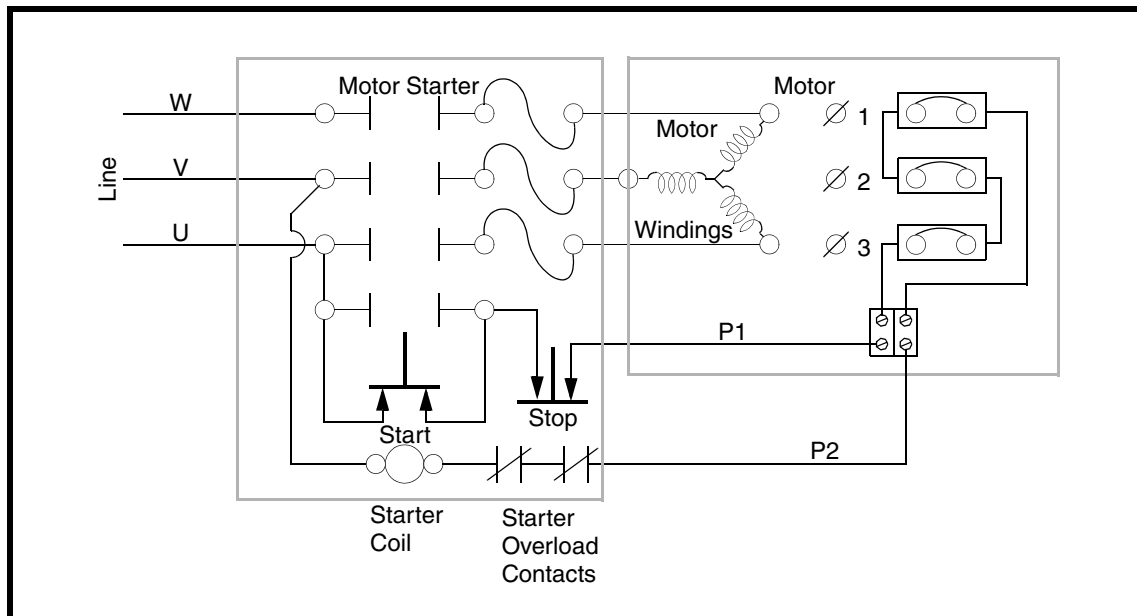 Motor Starter
Motor
W
Motor
1
Line
V
2
U
Windings
3
P1
Stop
Start
P2
Starter
Coil
Starter
Overload
Contacts